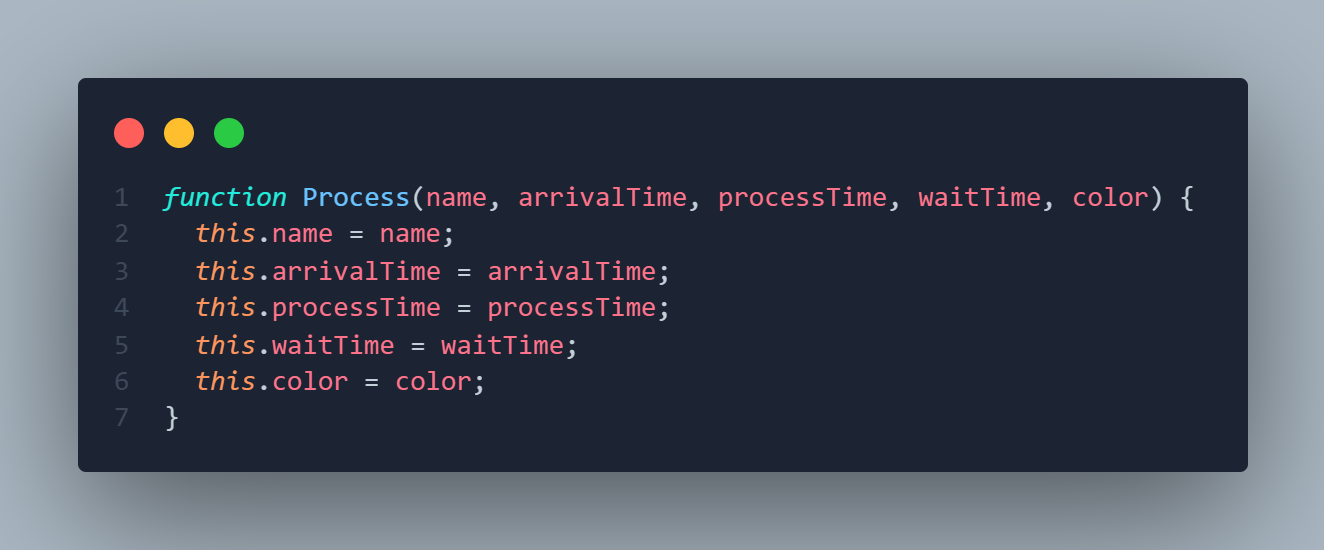 1 function Process(name, arrivalTime, processTime, waitTime, color) {
2   this.name = name;
3   this.arrivalTime = arrivalTime;
4   this.processTime = processTime;
5   this.waitTime = waitTime;
6   this.color = color;
7 }